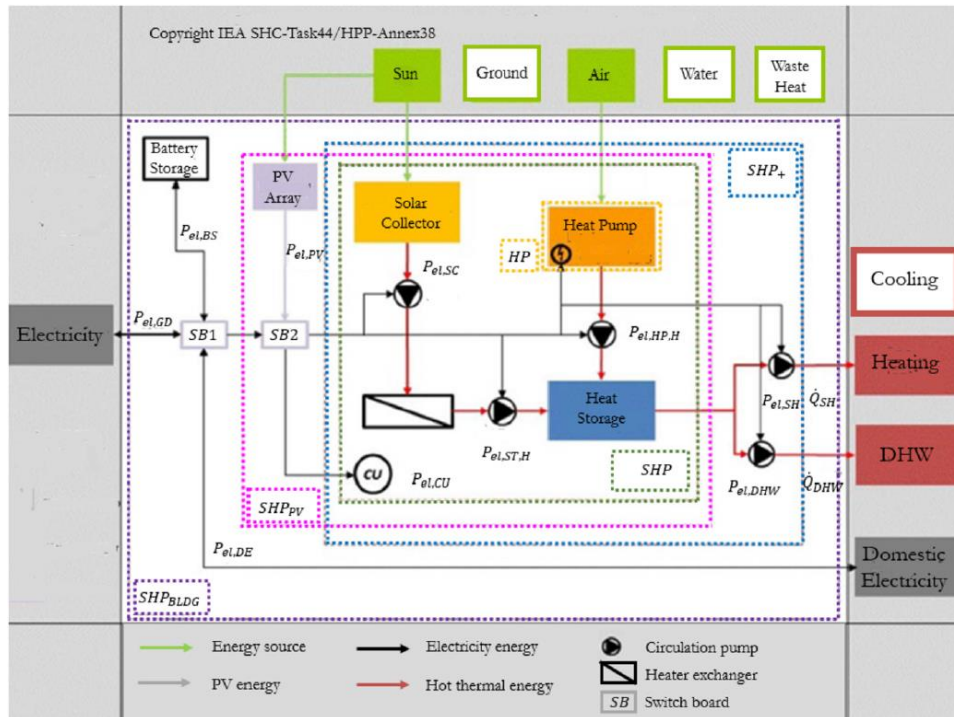 Copyright IEA SHC-Task44/HPP-Annex38
Sun
Ground
Air
Water
Waste
Heat
Battery
Storage
PV
Array
Solar
Collector
Heat Pump
SHP+
HP
P_el,BS
P_el,PV
P_el,SC
Cooling
Electricity
P_el,GD
SB1
SB2
P_el,HP,H
Heating
Heat
Storage
P_el,SH
Q̇_SH
P_el,ST,H
SHP
DHW
CU
P_el,CU
P_el,DHW
Q̇_DHW
SHP_PV
P_el,DE
Domestic
Electricity
SHP_BLDG
Energy source
Electricity energy
Circulation pump
Heater exchanger
PV energy
Hot thermal energy
SB Switch board